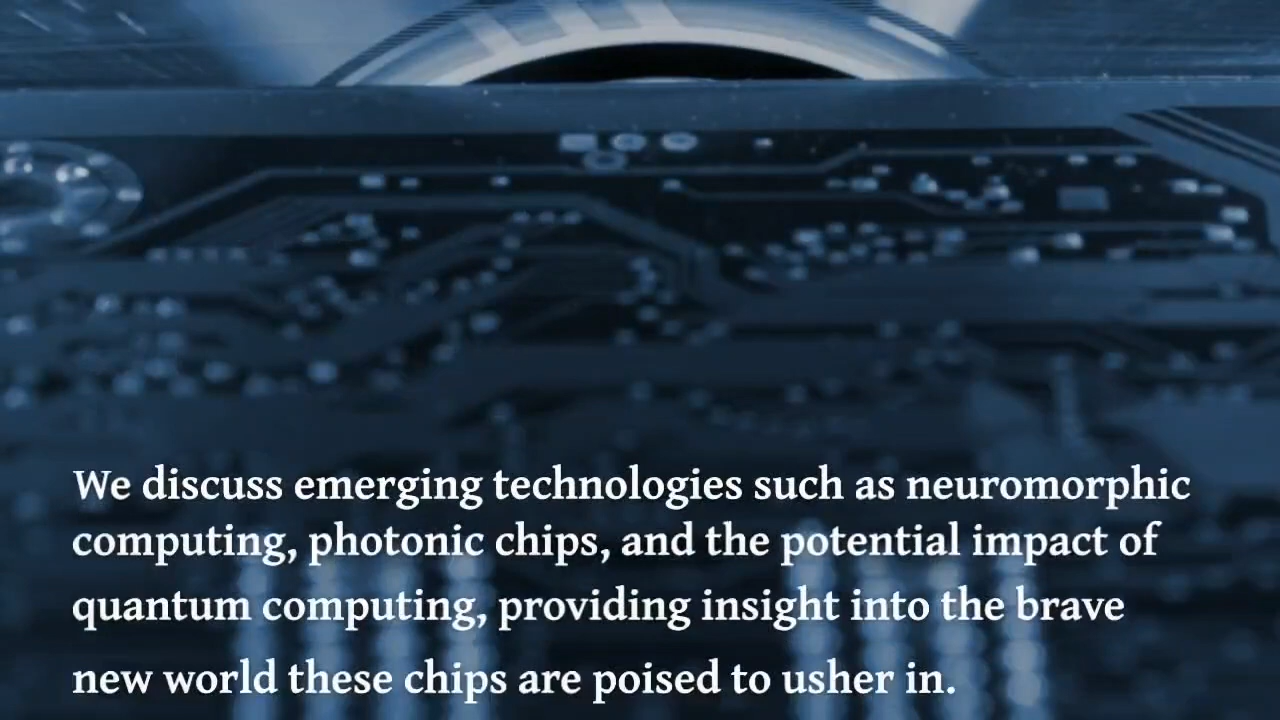 We discuss emerging technologies such as neuromorphic
computing, photonic chips, and the potential impact of
quantum computing, providing insight into the brave
new world these chips are poised to usher in.